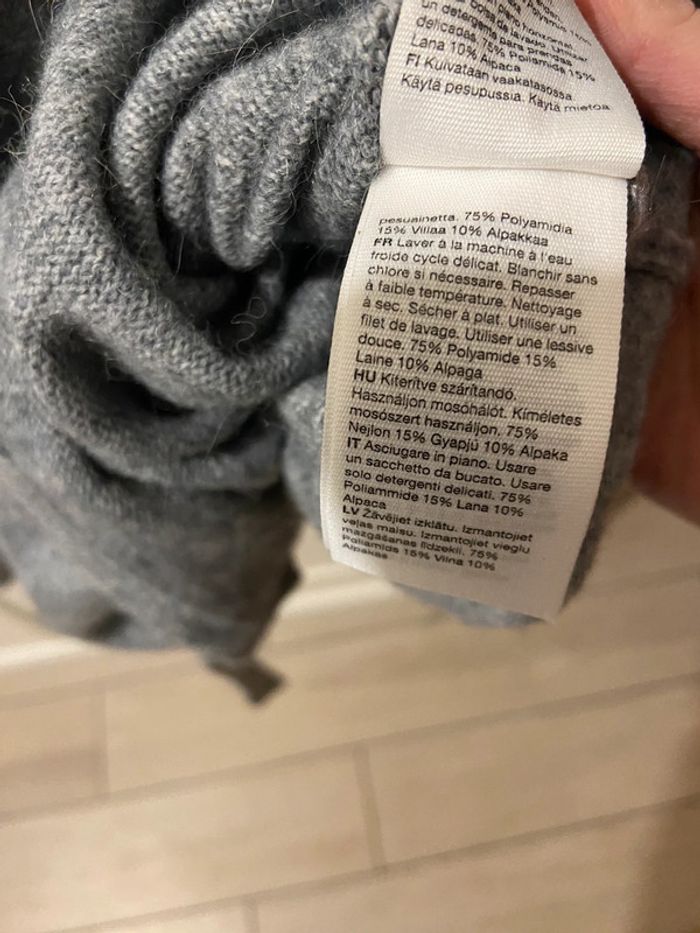 un detergente para prendas
delicadas 75% Poliamida 15%
Lana 10% Alpaca
FI Kuivataan vaakatasossa
Käytä pesupussia. Käytä mietoa
pesuainetta. 75% Polyamidia
15% Villaa 10% Alpakkaa
FR Laver à la machine à l'eau
froide cycle délicat. Blanchir sans
chlore si nécessaire. Repasser
à faible température. Nettoyage
à sec. Sécher à plat. Utiliser un
filet de lavage. Utiliser une lessive
douce. 75% Polyamide 15%
Laine 10% Alpaga
HU Kiterítve szárítandó.
Használjon mosóhálót. Kíméletes
mosószert használjon. 75%
Nejlon 15% Gyapjú 10% Alpaka
IT Asciugare in piano. Usare
un sacchetto da bucato. Usare
solo detergenti delicati. 75%
Poliammide 15% Lana 10%
Alpaca
LV Žāvējiet izklātu. Izmantojiet
veļas maisu. Izmantojiet vieglu
mazgāšanas līdzekli. 75%
Poliamīds 15% Vilna 10%
Alpakas